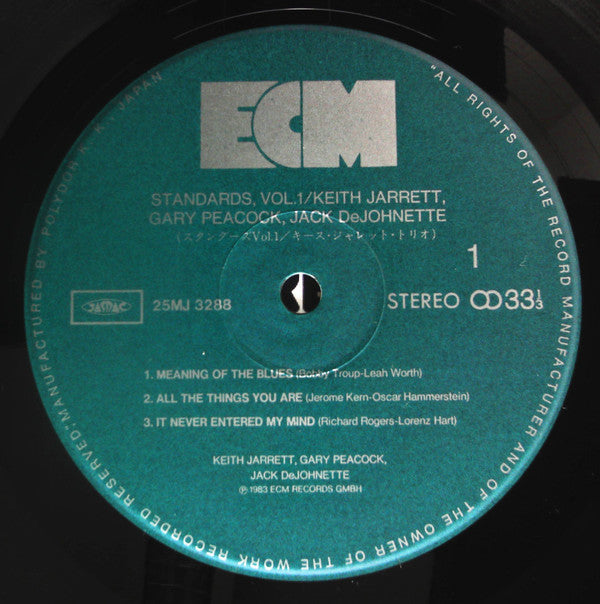 "ALL RIGHTS OF THE RECORD MANUFACTURER AND OF THE OWNER OF THE WORK RECORDED RESERVED:MANUFACTURED BY POLYDOR K. K., JAPAN
ECM
STANDARDS, VOL.1/KEITH JARRETT,
GARY PEACOCK, JACK DeJOHNETTE
(スタンダーズVol.1/キース・ジャレット・トリオ)
1
JASRAC
25MJ 3288
STEREO 33 1/3
1. MEANING OF THE BLUES (Bobby Troup-Leah Worth)
2. ALL THE THINGS YOU ARE (Jerome Kern-Oscar Hammerstein)
3. IT NEVER ENTERED MY MIND (Richard Rogers-Lorenz Hart)
KEITH JARRETT, GARY PEACOCK,
JACK DeJOHNETTE
℗ 1983 ECM RECORDS GMBH